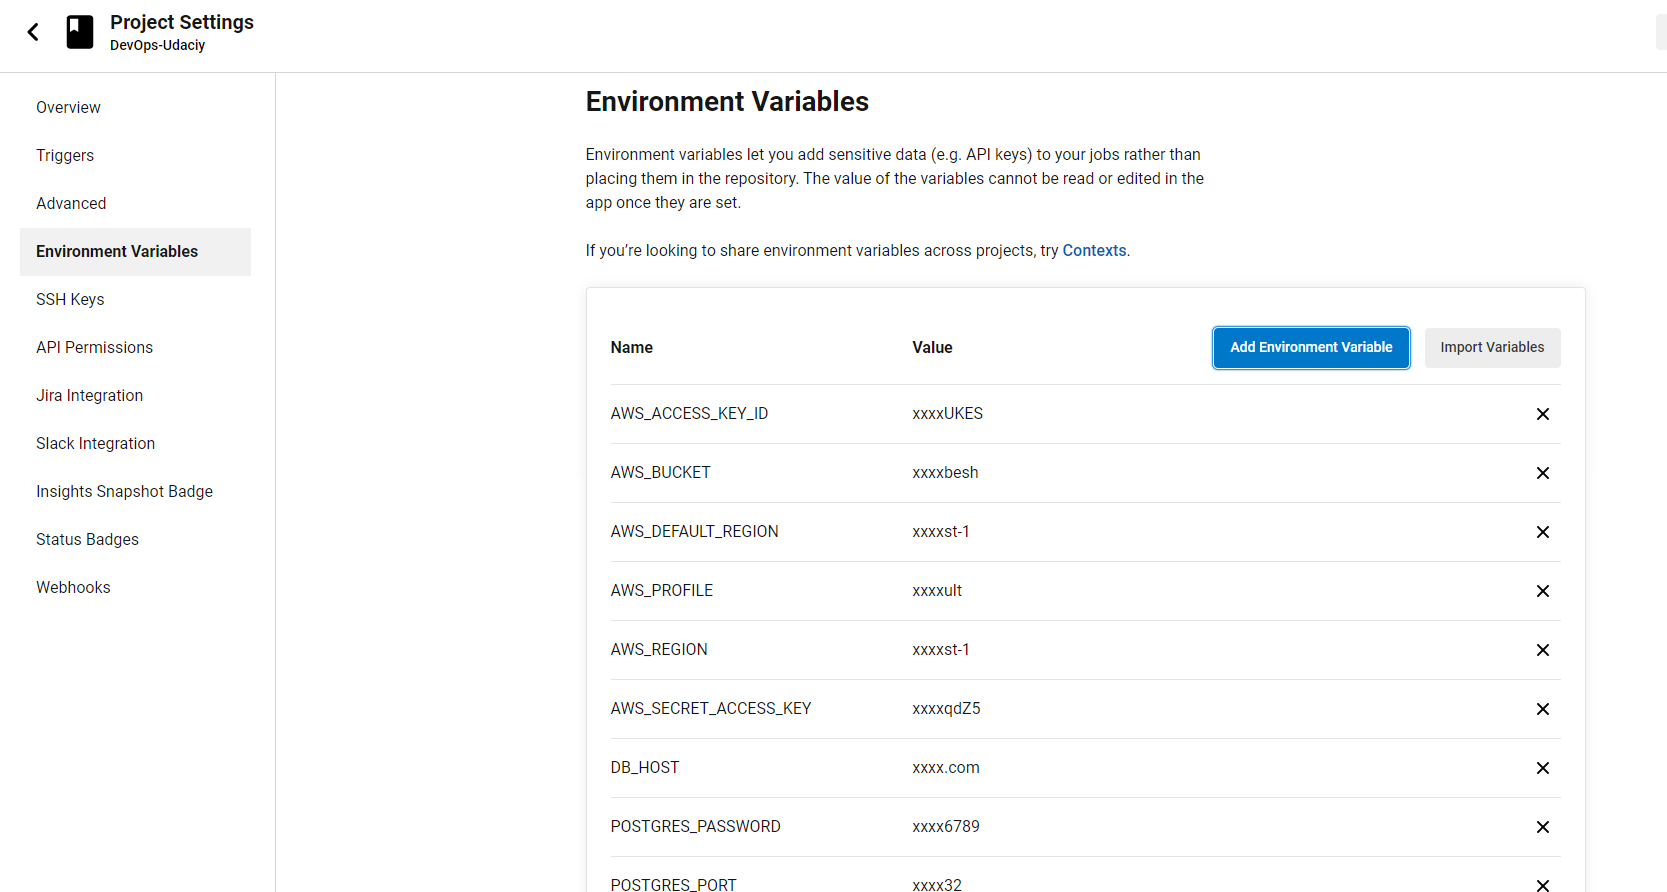 Project Settings
DevOps-Udaciy
Overview
Triggers
Advanced
Environment Variables
SSH Keys
API Permissions
Jira Integration
Slack Integration
Insights Snapshot Badge
Status Badges
Webhooks
Environment Variables
Environment variables let you add sensitive data (e.g. API keys) to your jobs rather than
placing them in the repository. The value of the variables cannot be read or edited in the
app once they are set.
If you’re looking to share environment variables across projects, try Contexts.
Name Value Add Environment Variable Import Variables
AWS_ACCESS_KEY_ID xxxxUKES
AWS_BUCKET xxxxbesh
AWS_DEFAULT_REGION xxxxst-1
AWS_PROFILE xxxxult
AWS_REGION xxxxst-1
AWS_SECRET_ACCESS_KEY xxxxqdZ5
DB_HOST xxxx.com
POSTGRES_PASSWORD xxxx6789
POSTGRES_PORT xxxx32